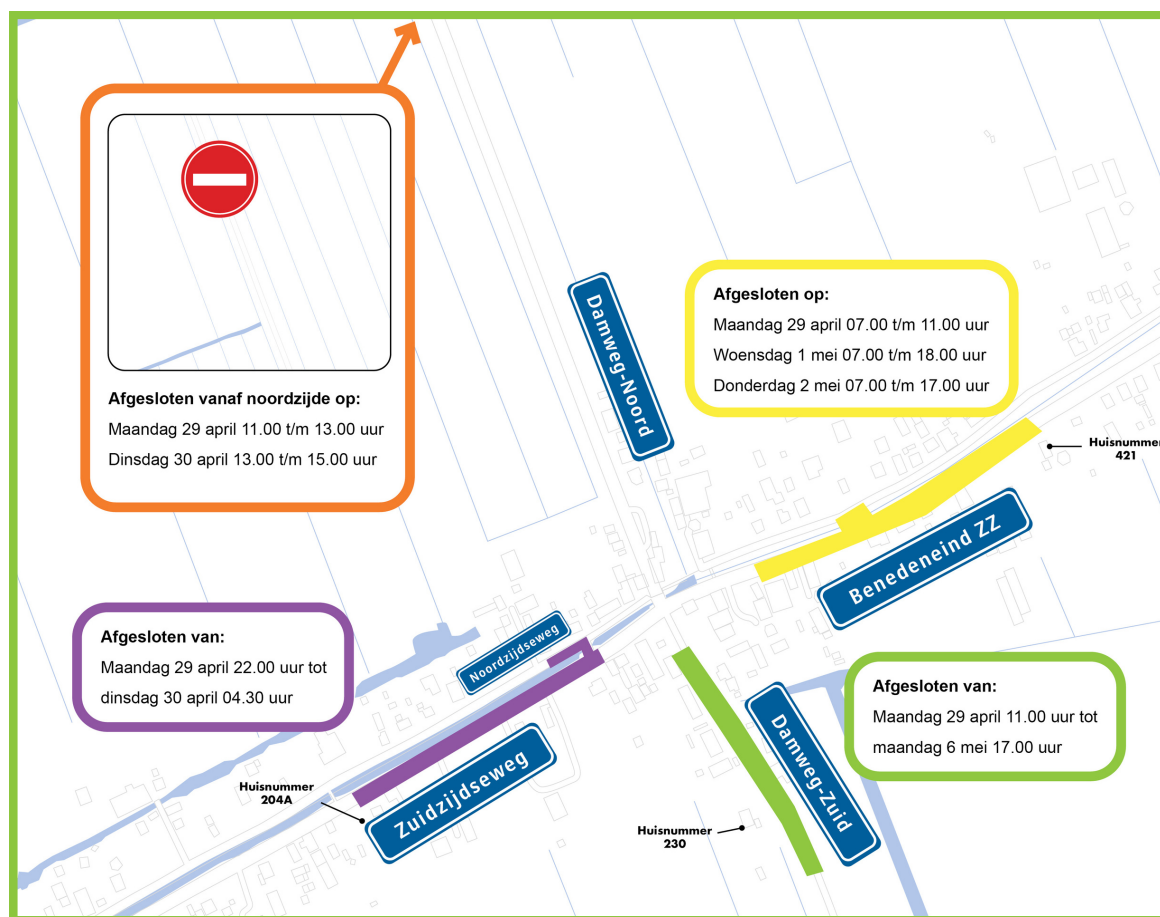 Afgesloten vanaf noordzijde op:
Maandag 29 april 11.00 t/m 13.00 uur
Dinsdag 30 april 13.00 t/m 15.00 uur
Damweg-Noord
Afgesloten op:
Maandag 29 april 07.00 t/m 11.00 uur
Woensdag 1 mei 07.00 t/m 18.00 uur
Donderdag 2 mei 07.00 t/m 17.00 uur
Huisnummer
421
Benedeneind ZZ
Afgesloten van:
Maandag 29 april 22.00 uur tot
dinsdag 30 april 04.30 uur
Noordzijdseweg
Zuidzijdseweg
Huisnummer
204A
Afgesloten van:
Maandag 29 april 11.00 uur tot
maandag 6 mei 17.00 uur
Damweg-Zuid
Huisnummer
230